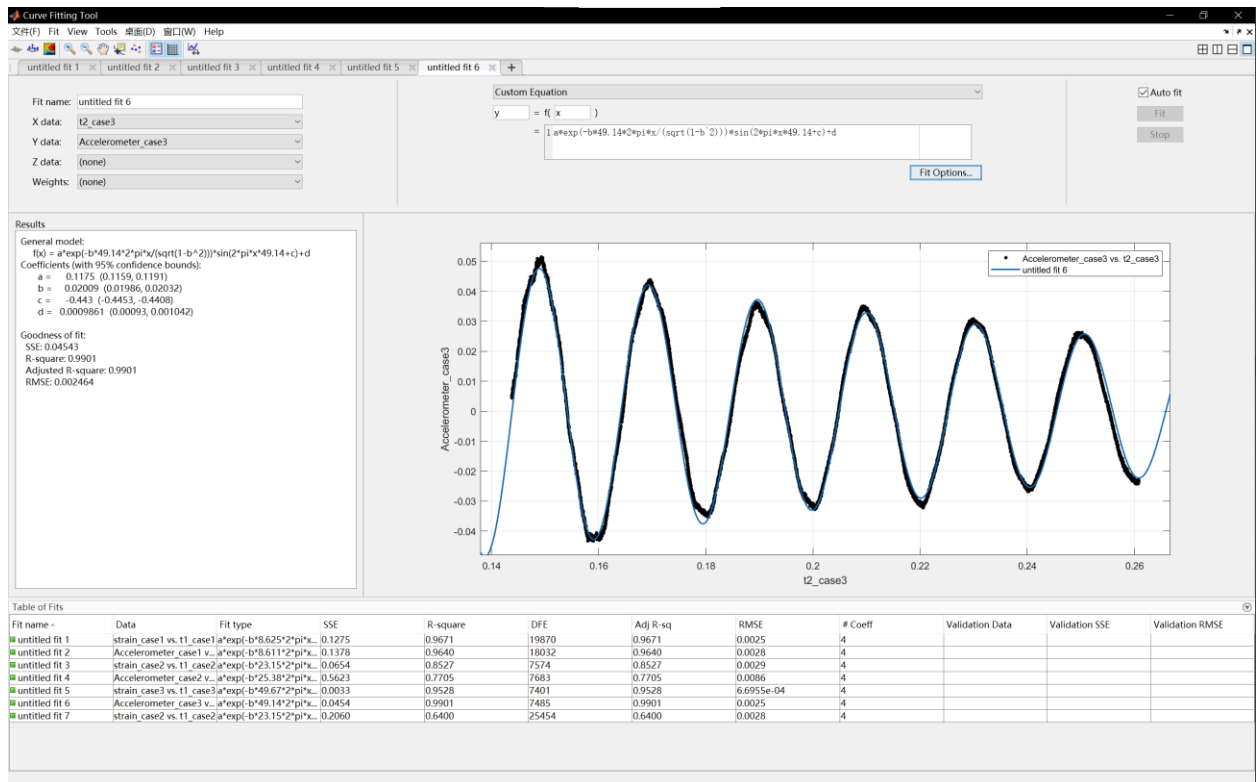 Curve Fitting Tool
文件(F) Fit View Tools 桌面(D) 窗口(W) Help
untitled fit 1 untitled fit 2 untitled fit 3 untitled fit 4 untitled fit 5 untitled fit 6
Fit name: untitled fit 6
X data: t2_case3
Y data: Accelerometer_case3
Z data: (none)
Weights: (none)
Custom Equation
y = f( x )
= 1 a*exp(-b*49.14*2*pi*x/(sqrt(1-b^2)))*sin(2*pi*x*49.14+c)+d
Fit Options...
Auto fit
Fit
Stop
Results
General model:
f(x) = a*exp(-b*49.14*2*pi*x/(sqrt(1-b^2)))*sin(2*pi*x*49.14+c)+d
Coefficients (with 95% confidence bounds):
a = 0.1175 (0.1159, 0.1191)
b = 0.02009 (0.01986, 0.02032)
c = -0.443 (-0.4453, -0.4408)
d = 0.0009861 (0.00093, 0.001042)
Goodness of fit:
SSE: 0.04543
R-square: 0.9901
Adjusted R-square: 0.9901
RMSE: 0.002464
Accelerometer_case3 vs. t2_case3
untitled fit 6
0.05
0.04
0.03
0.02
0.01
0
-0.01
-0.02
-0.03
-0.04
Accelerometer_case3
0.14 0.16 0.18 0.2 0.22 0.24 0.26
t2_case3
Table of Fits
Fit name Data Fit type SSE R-square DFE Adj R-sq RMSE # Coeff Validation Data Validation SSE Validation RMSE
untitled fit 1 strain_case1 vs. t1_case1 a*exp(-b*8.625*2*pi*x... 0.1275 0.9671 19870 0.9671 0.0025 4
untitled fit 2 Accelerometer_case1 v... a*exp(-b*8.611*2*pi*x... 0.1378 0.9640 18032 0.9640 0.0028 4
untitled fit 3 strain_case2 vs. t1_case2 a*exp(-b*23.15*2*pi*x... 0.0654 0.8527 7574 0.8527 0.0029 4
untitled fit 4 Accelerometer_case2 v... a*exp(-b*25.38*2*pi*x... 0.5623 0.7705 7683 0.7705 0.0086 4
untitled fit 5 strain_case3 vs. t1_case3 a*exp(-b*49.67*2*pi*x... 0.0033 0.9528 7401 0.9528 6.6955e-04 4
untitled fit 6 Accelerometer_case3 v... a*exp(-b*49.14*2*pi*x... 0.0454 0.9901 7485 0.9901 0.0025 4
untitled fit 7 strain_case2 vs. t1_case2 a*exp(-b*23.15*2*pi*x... 0.2060 0.6400 25454 0.6400 0.0028 4